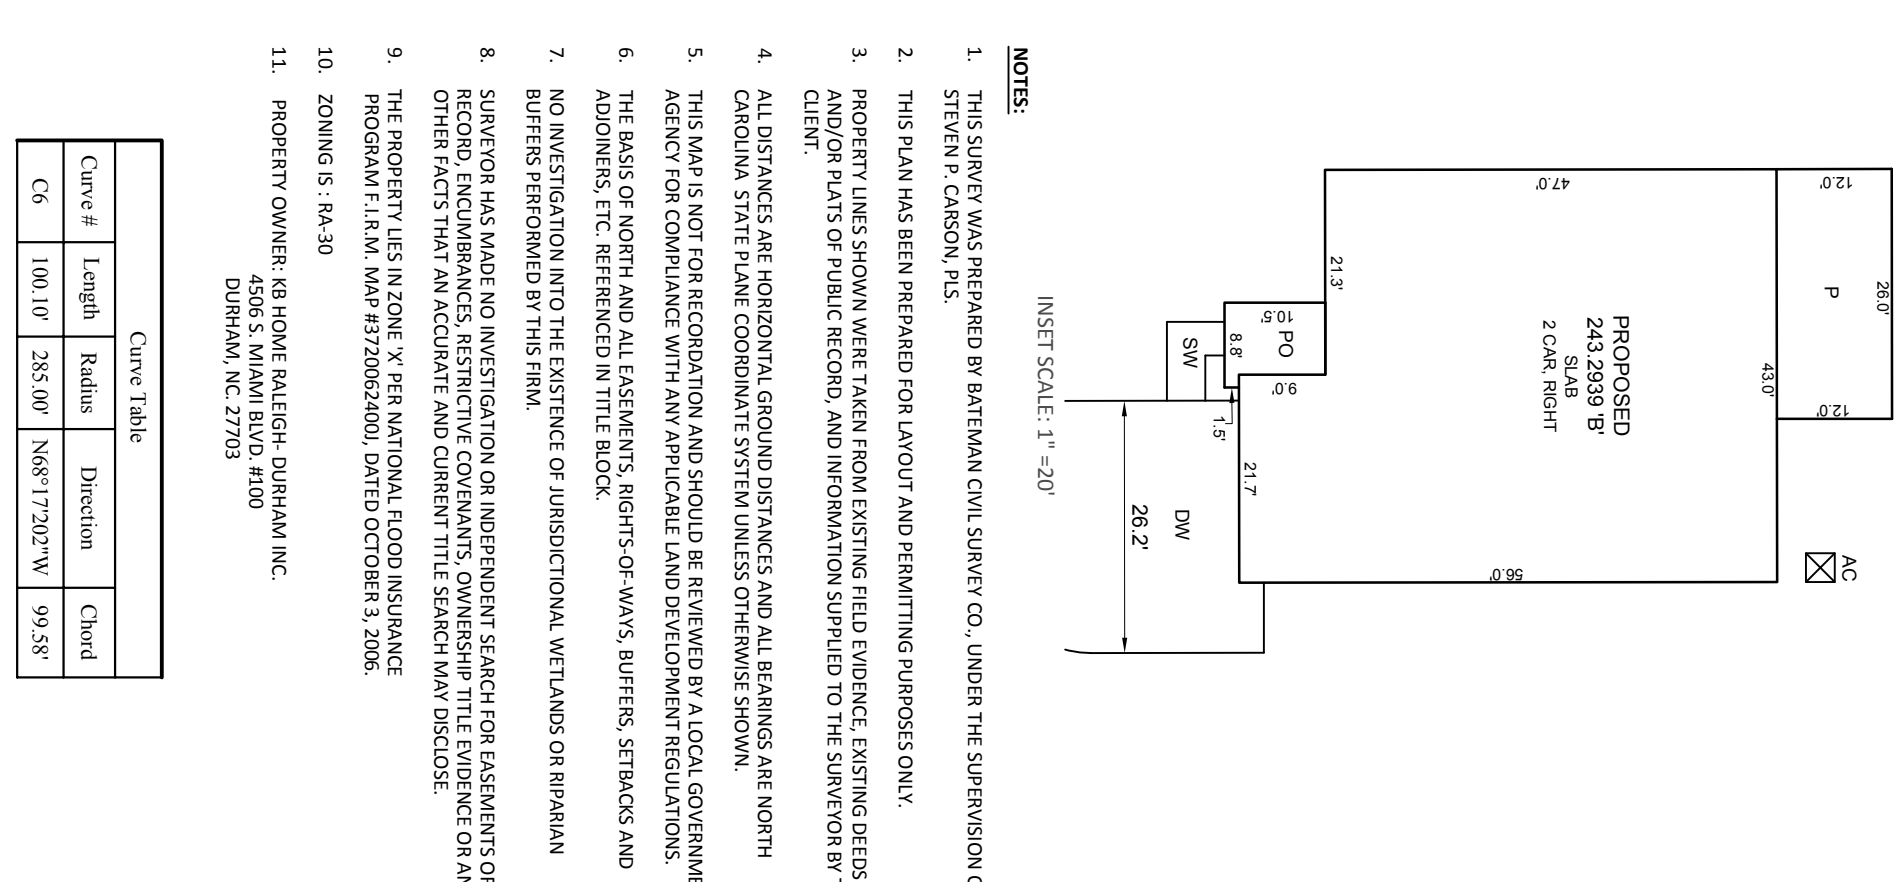 26.0'
12.0'
P
12.0'
AC
43.0'
PROPOSED
243.2939 'B'
SLAB
2 CAR, RIGHT
47.0'
56.0'
21.3'
10.5'
PO
9.0'
8.8'
1.5'
21.7'
SW
DW
26.2'
INSET SCALE: 1" =20'
NOTES:
1. THIS SURVEY WAS PREPARED BY BATEMAN CIVIL SURVEY CO., UNDER THE SUPERVISION
STEVEN P. CARSON, PLS.
2. THIS PLAN HAS BEEN PREPARED FOR LAYOUT AND PERMITTING PURPOSES ONLY.
3. PROPERTY LINES SHOWN WERE TAKEN FROM EXISTING FIELD EVIDENCE, EXISTING DEEDS
AND/OR PLATS OF PUBLIC RECORD, AND INFORMATION SUPPLIED TO THE SURVEYOR BY
CLIENT.
4. ALL DISTANCES ARE HORIZONTAL GROUND DISTANCES AND ALL BEARINGS ARE NORTH
CAROLINA STATE PLANE COORDINATE SYSTEM UNLESS OTHERWISE SHOWN.
5. THIS MAP IS NOT FOR RECORDATION AND SHOULD BE REVIEWED BY A LOCAL
AGENCY FOR COMPLIANCE WITH ANY APPLICABLE LAND DEVELOPMENT REGULATIONS.
6. THE BASIS OF NORTH AND ALL EASEMENTS, RIGHTS-OF-WAYS, BUFFERS, SETBACKS AND
ADJOINERS, ETC. REFERENCED IN TITLE BLOCK.
7. NO INVESTIGATION INTO THE EXISTENCE OF JURISDICTIONAL WETLANDS OR RIPARIAN
BUFFERS PERFORMED BY THIS FIRM.
8. SURVEYOR HAS MADE NO INVESTIGATION OR INDEPENDENT SEARCH FOR EASEMENTS OF
RECORD, ENCUMBRANCES, RESTRICTIVE COVENANTS, OWNERSHIP TITLE EVIDENCE OR
OTHER FACTS THAT AN ACCURATE AND CURRENT TITLE SEARCH MAY DISCLOSE.
9. THE PROPERTY LIES IN ZONE 'X' PER NATIONAL FLOOD INSURANCE
PROGRAM F.I.R.M. MAP #3720062400J, DATED OCTOBER 3, 2006.
10. ZONING IS : RA-30
11. PROPERTY OWNER: KB HOME RALEIGH- DURHAM INC.
4506 S. MIAMI BLVD. #100
DURHAM, NC. 27703
Curve Table
Curve # Length Radius Direction Chord
C6 100.10' 285.00' N68°17'202"W 99.58'